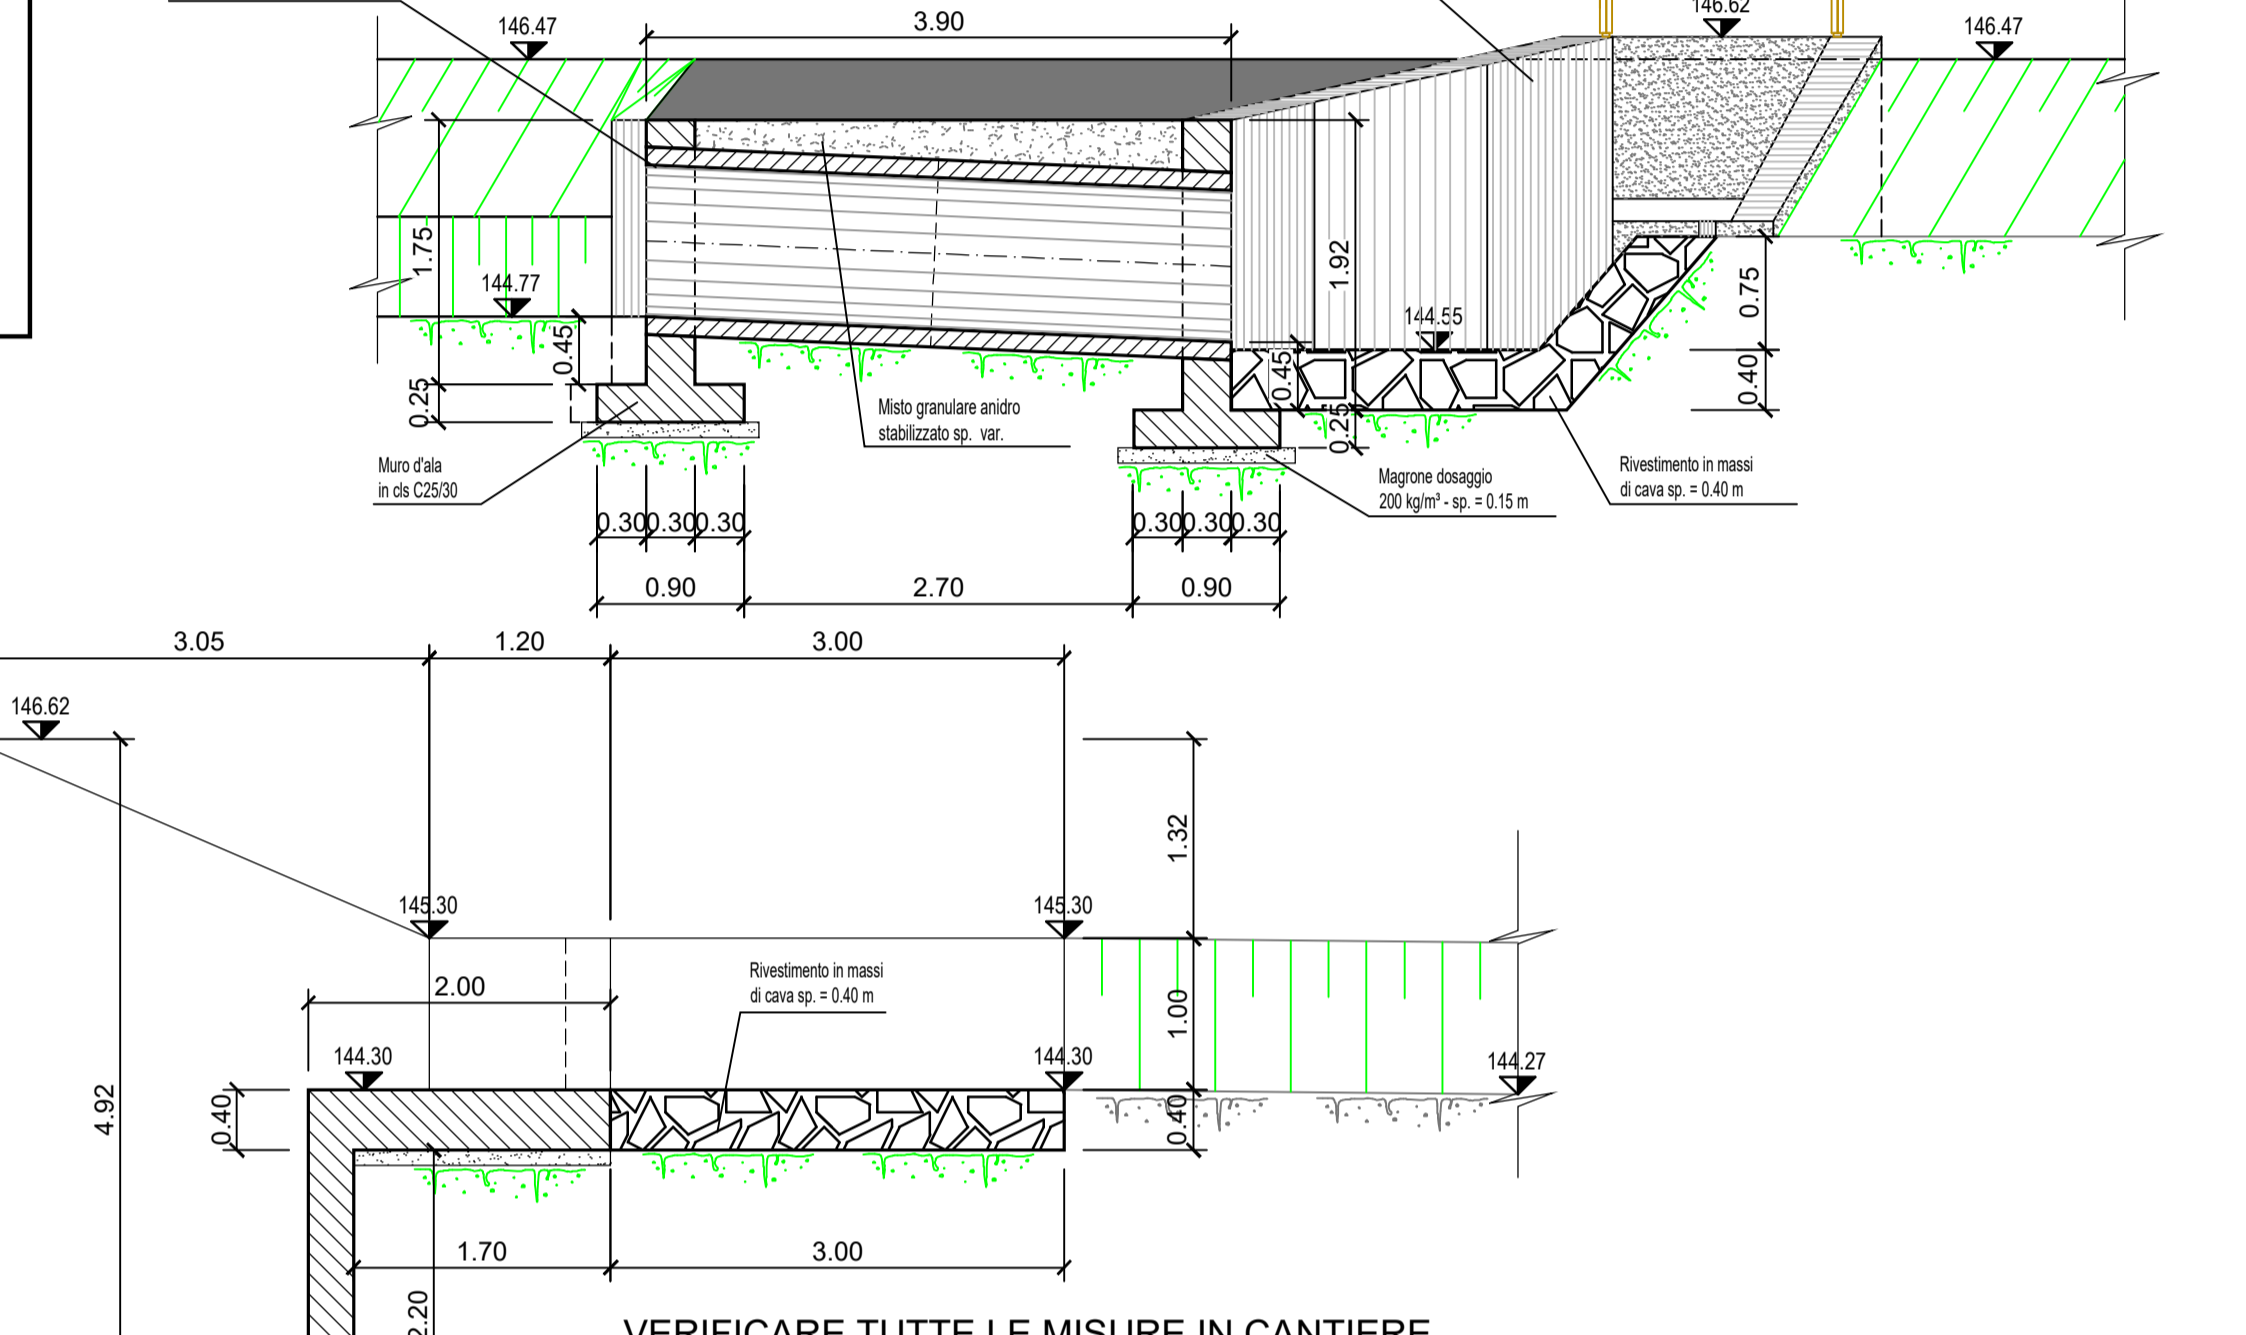 146.62
3.90
146.47
146.47
1.75
1.92
144.77
144.55
0.75
0.45
0.45
0.40
0.25
0.25
Misto granulare anidro
stabilizzato sp. var.
Muro d'ala
in cls C25/30
Magrone dosaggio
200 kg/m³ - sp. = 0.15 m
Rivestimento in massi
di cava sp. = 0.40 m
0.30 0.30 0.30
0.30 0.30 0.30
0.90
2.70
0.90
3.05
1.20
3.00
146.62
1.32
145.30
145.30
Rivestimento in massi
di cava sp. = 0.40 m
2.00
1.00
144.30
144.30
144.27
4.92
0.40
0.40
1.70
3.00
2.20
VERIFICARE TUTTE LE MISURE IN CANTIERE